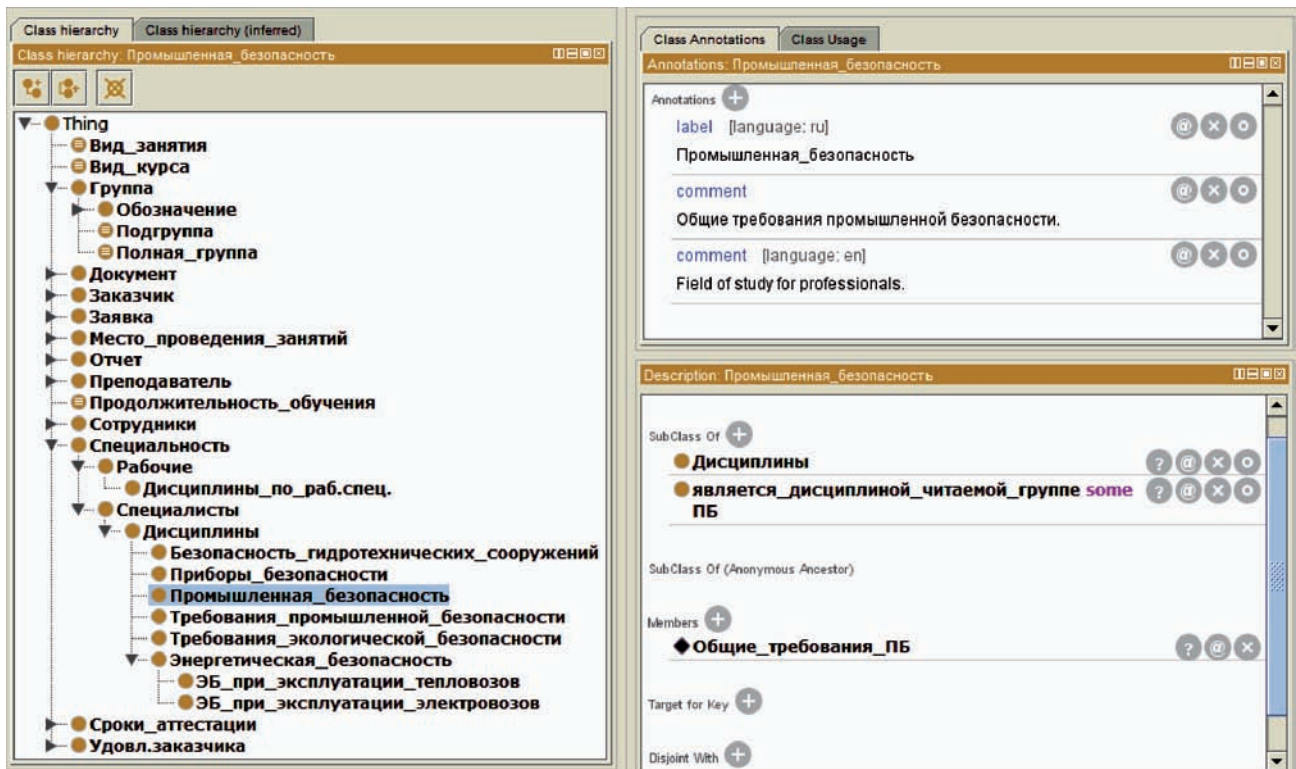 Class hierarchy
Class hierarchy (inferred)
Class hierarchy: Промышленная_безопасность
Thing
Вид_занятия
Вид_курса
Группа
Обозначение
Подгруппа
Полная_группа
Документ
Заказчик
Заявка
Место_проведения_занятий
Отчет
Преподаватель
Продолжительность_обучения
Сотрудники
Специальность
Рабочие
Дисциплины_по_раб.спец.
Специалисты
Дисциплины
Безопасность_гидротехнических_сооружений
Приборы_безопасности
Промышленная_безопасность
Требования_промышленной_безопасности
Требования_экологической_безопасности
Энергетическая_безопасность
ЭБ_при_эксплуатации_тепловозов
ЭБ_при_эксплуатации_электровозов
Сроки_аттестации
Удовл.заказчика
Class Annotations
Class Usage
Annotations: Промышленная_безопасность
Annotations
label [language: ru]
Промышленная_безопасность
comment
Общие требования промышленной безопасности.
comment [language: en]
Field of study for professionals.
Description: Промышленная_безопасность
SubClass Of
Дисциплины
является_дисциплиной_читаемой_группе some
ПБ
SubClass Of (Anonymous Ancestor)
Members
Общие_требования_ПБ
Target for Key
Disjoint With